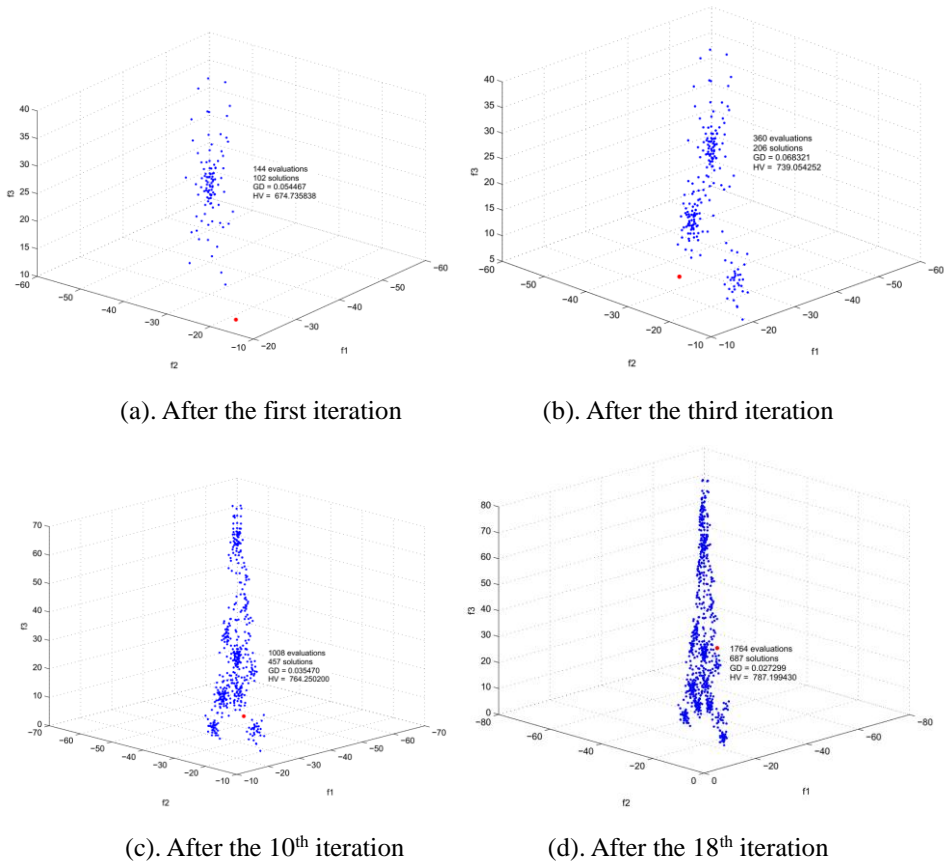 40
35
30
25
20
15
10
f3
−60
−50
−40
−30
−20
−10
f2
−20
−30
−40
−50
−60
f1
144 evaluations
102 solutions
GD = 0.054467
HV = 674.735838
(a). After the first iteration
40
35
30
25
20
15
10
5
f3
−60
−50
−40
−30
−20
−10
f2
−10
−20
−30
−40
−50
−60
f1
360 evaluations
206 solutions
GD = 0.068321
HV = 739.054252
(b). After the third iteration
70
60
50
40
30
20
10
0
f3
−70
−60
−50
−40
−30
−20
−10
f2
−10
−20
−30
−40
−50
−60
−70
f1
1008 evaluations
457 solutions
GD = 0.035470
HV = 764.250200
(c). After the 10th iteration
80
70
60
50
40
30
20
10
0
f3
−80
−60
−40
−20
0
f2
0
−20
−40
−60
−80
f1
1764 evaluations
687 solutions
GD = 0.027299
HV = 787.199430
(d). After the 18th iteration